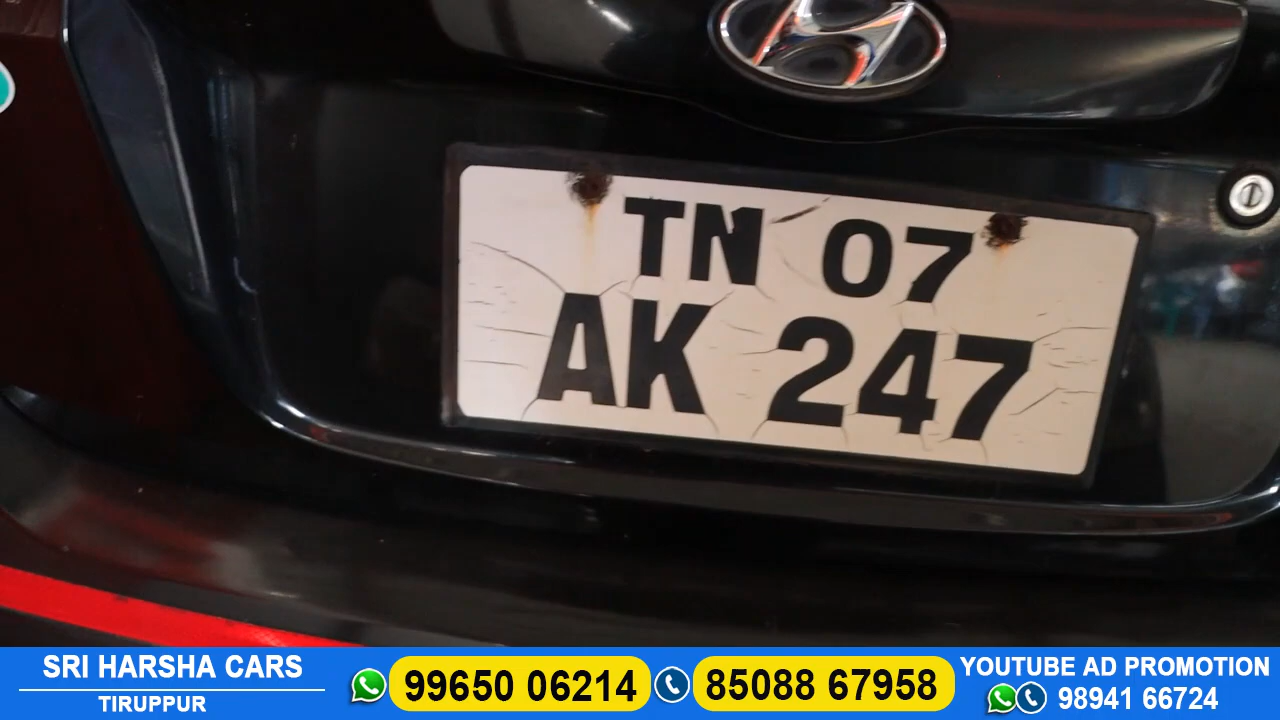 TN 07
AK 247
SRI HARSHA CARS
TIRUPPUR
99650 06214
85088 67958
YOUTUBE AD PROMOTION
98941 66724